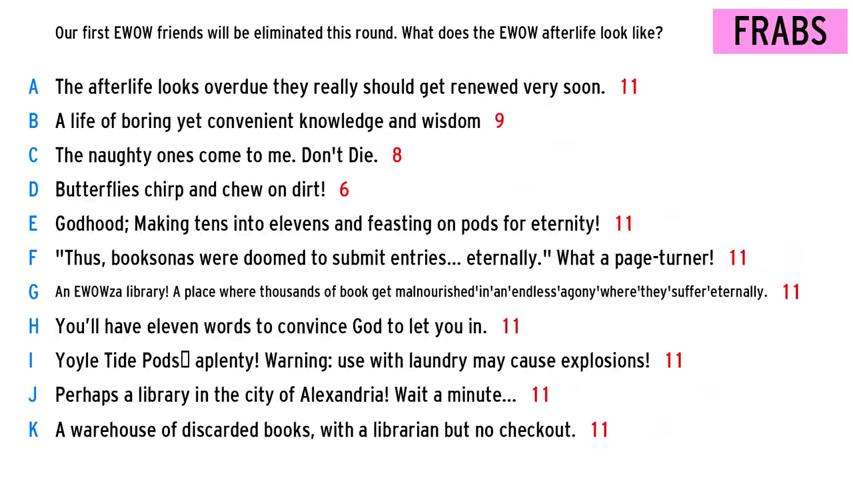 Our first EWOW friends will be eliminated this round. What does the EWOW afterlife look like?
FRABS
A The afterlife looks overdue they really should get renewed very soon. 11
B A life of boring yet convenient knowledge and wisdom 9
C The naughty ones come to me. Don't Die. 8
D Butterflies chirp and chew on dirt! 6
E Godhood; Making tens into elevens and feasting on pods for eternity! 11
F "Thus, booksonas were doomed to submit entries... eternally." What a page-turner! 11
G An EWOWza library! A place where thousands of book get malnourished'in'an'endless'agony'where'they'suffer'eternally. 11
H You’ll have eleven words to convince God to let you in. 11
I Yoyle Tide Pods▯ aplenty! Warning: use with laundry may cause explosions! 11
J Perhaps a library in the city of Alexandria! Wait a minute... 11
K A warehouse of discarded books, with a librarian but no checkout. 11